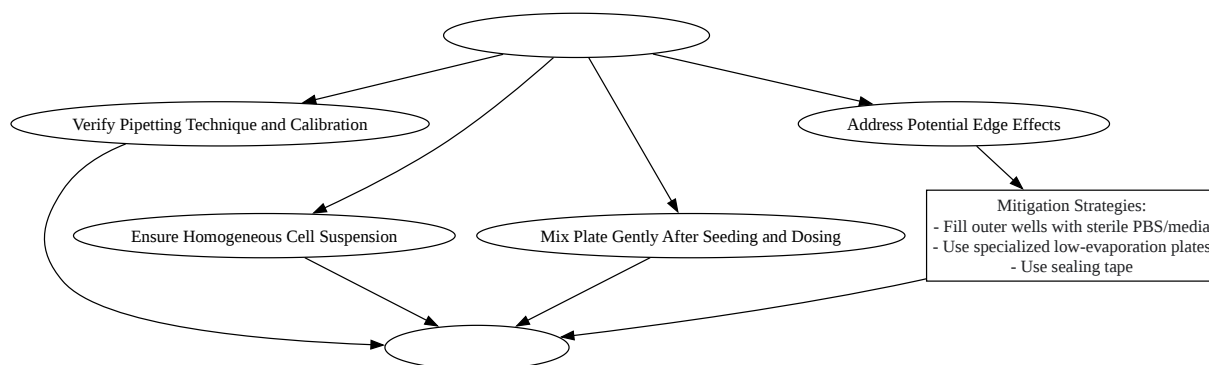 Verify Pipetting Technique and Calibration
Address Potential Edge Effects
Ensure Homogeneous Cell Suspension
Mix Plate Gently After Seeding and Dosing
Mitigation Strategies:
- Fill outer wells with sterile PBS/media
- Use specialized low-evaporation plates
- Use sealing tape